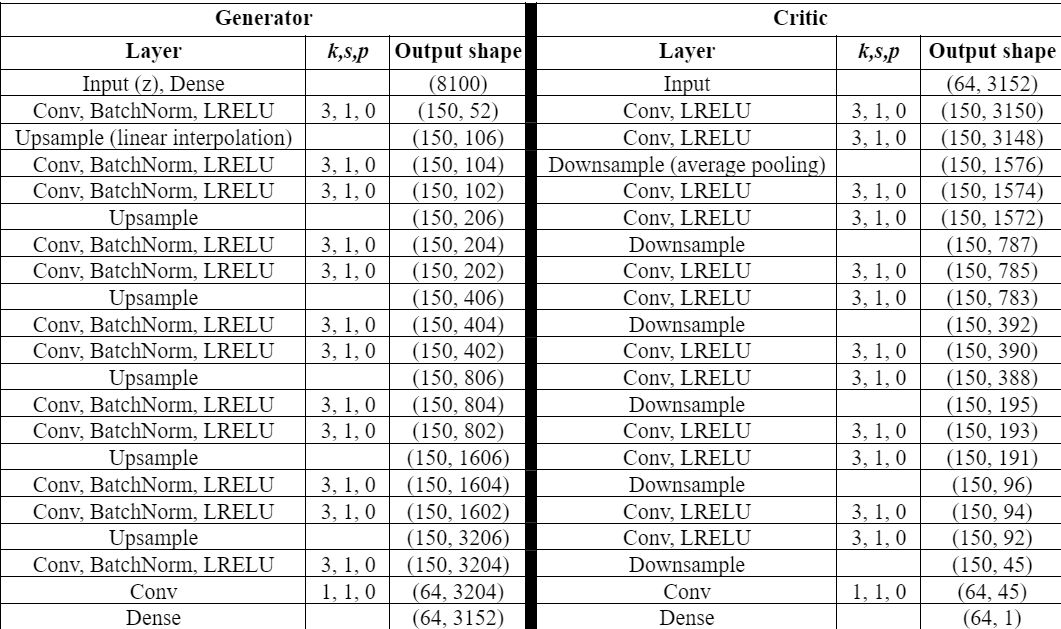 Generator Critic
Layer k,s,p Output shape Layer k,s,p Output shape
Input (z), Dense (8100) Input (64, 3152)
Conv, BatchNorm, LRELU 3, 1, 0 (150, 52) Conv, LRELU 3, 1, 0 (150, 3150)
Upsample (linear interpolation) (150, 106) Conv, LRELU 3, 1, 0 (150, 3148)
Conv, BatchNorm, LRELU 3, 1, 0 (150, 104) Downsample (average pooling) (150, 1576)
Conv, BatchNorm, LRELU 3, 1, 0 (150, 102) Conv, LRELU 3, 1, 0 (150, 1574)
Upsample (150, 206) Conv, LRELU 3, 1, 0 (150, 1572)
Conv, BatchNorm, LRELU 3, 1, 0 (150, 204) Downsample (150, 787)
Conv, BatchNorm, LRELU 3, 1, 0 (150, 202) Conv, LRELU 3, 1, 0 (150, 785)
Upsample (150, 406) Conv, LRELU 3, 1, 0 (150, 783)
Conv, BatchNorm, LRELU 3, 1, 0 (150, 404) Downsample (150, 392)
Conv, BatchNorm, LRELU 3, 1, 0 (150, 402) Conv, LRELU 3, 1, 0 (150, 390)
Upsample (150, 806) Conv, LRELU 3, 1, 0 (150, 388)
Conv, BatchNorm, LRELU 3, 1, 0 (150, 804) Downsample (150, 195)
Conv, BatchNorm, LRELU 3, 1, 0 (150, 802) Conv, LRELU 3, 1, 0 (150, 193)
Upsample (150, 1606) Conv, LRELU 3, 1, 0 (150, 191)
Conv, BatchNorm, LRELU 3, 1, 0 (150, 1604) Downsample (150, 96)
Conv, BatchNorm, LRELU 3, 1, 0 (150, 1602) Conv, LRELU 3, 1, 0 (150, 94)
Upsample (150, 3206) Conv, LRELU 3, 1, 0 (150, 92)
Conv, BatchNorm, LRELU 3, 1, 0 (150, 3204) Downsample (150, 45)
Conv 1, 1, 0 (64, 3204) Conv 1, 1, 0 (64, 45)
Dense (64, 3152) Dense (64, 1)